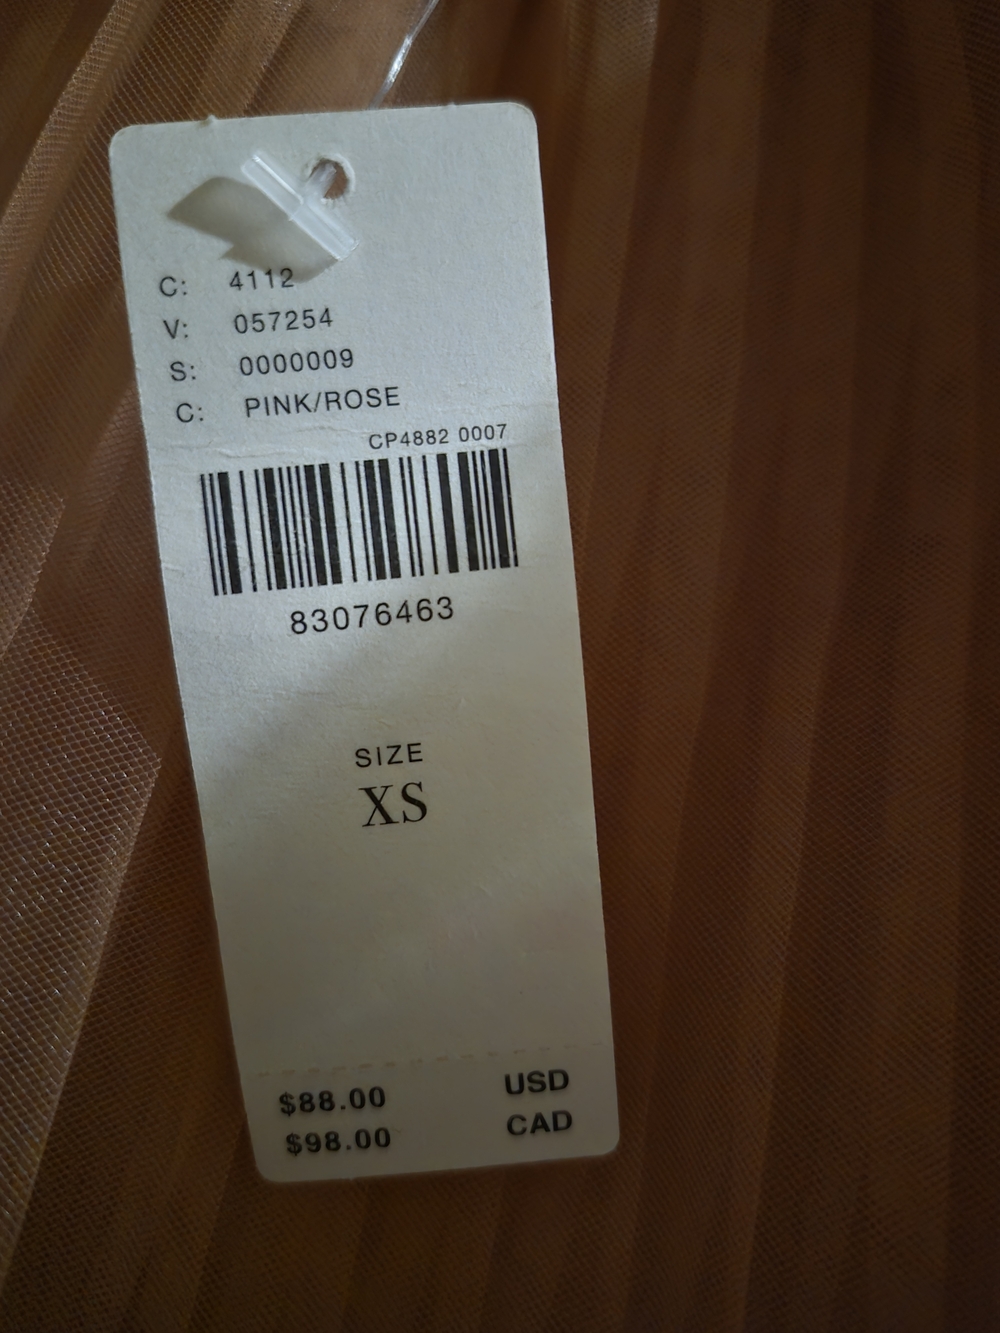 C: 4112
V: 057254
S: 0000009
C: PINK/ROSE
CP4882 0007
83076463
SIZE
XS
$88.00 USD
$98.00 CAD